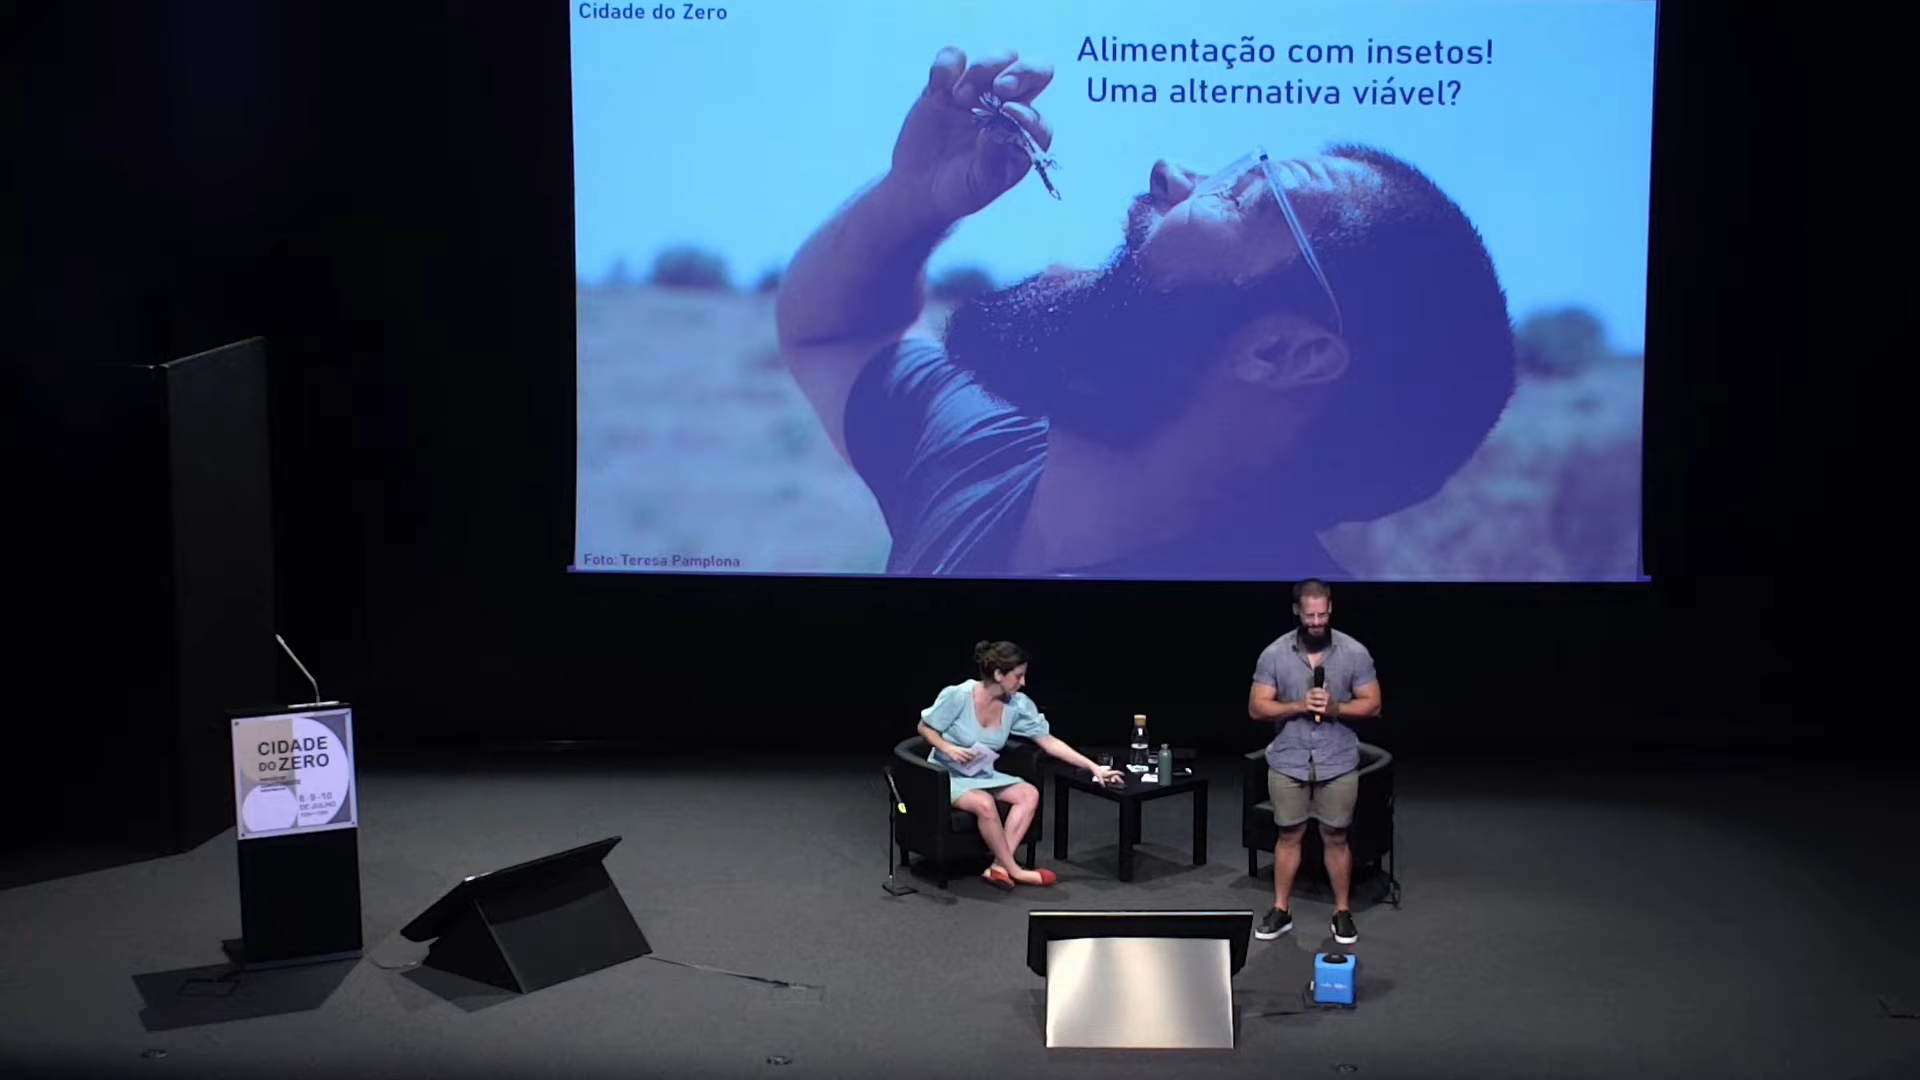 Cidade do Zero
Alimentação com insetos!
Uma alternativa viável?
Foto: Teresa Pamplona
CIDADE
DO ZERO
8-9-10
DE JULHO